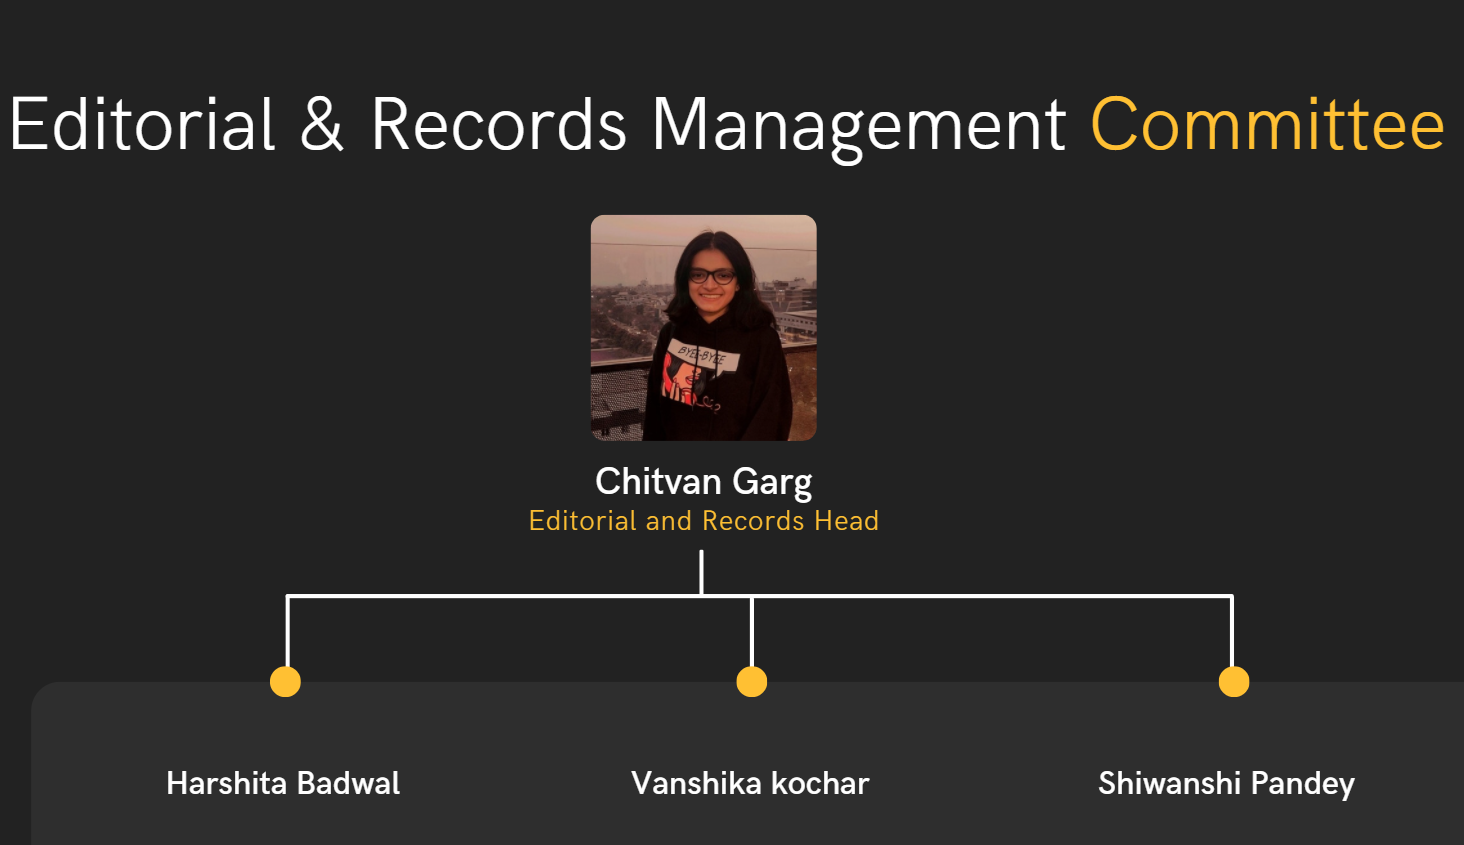 Editorial & Records Management Committee
BYE-BYEE
Chitvan Garg
Editorial and Records Head
Harshita Badwal
Vanshika kochar
Shiwanshi Pandey